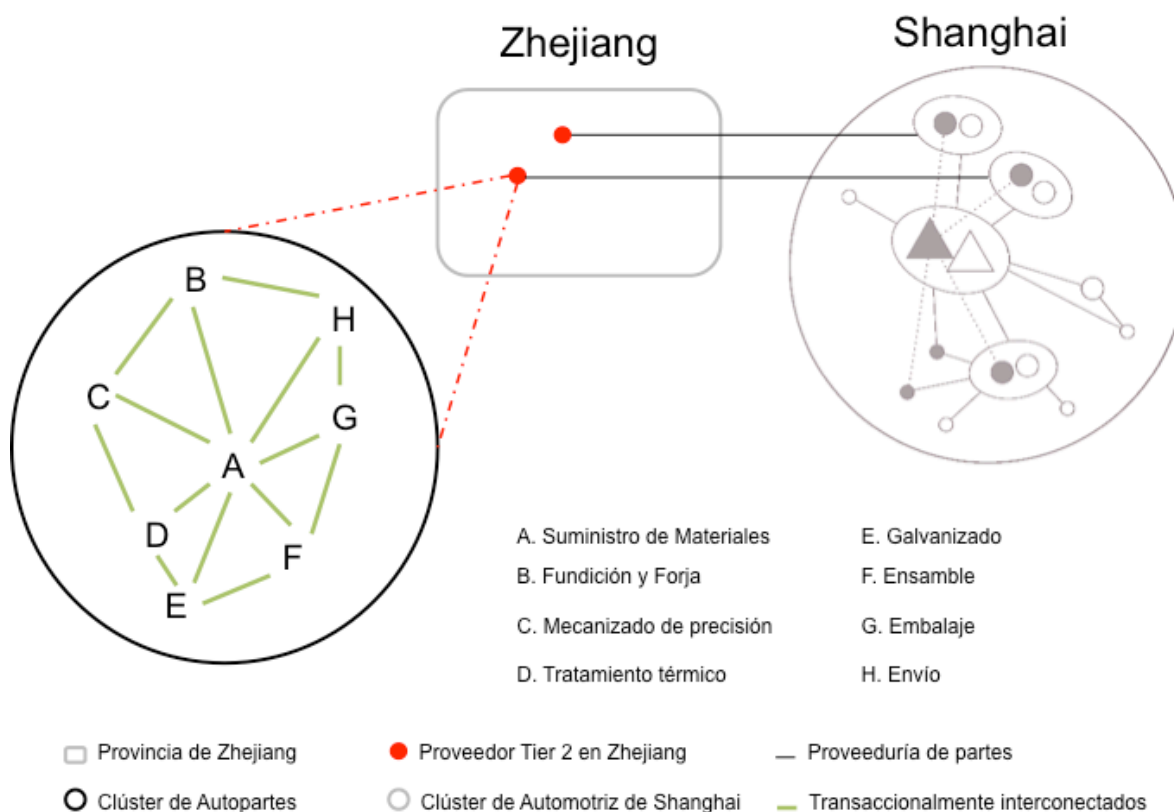 Zhejiang
Shanghai
B
H
C
G
A
D
F
E
A. Suministro de Materiales
E. Galvanizado
B. Fundición y Forja
F. Ensamble
C. Mecanizado de precisión
G. Embalaje
D. Tratamiento térmico
H. Envío
Provincia de Zhejiang
Proveedor Tier 2 en Zhejiang
Proveeduría de partes
Clúster de Autopartes
Clúster de Automotriz de Shanghai
Transaccionalmente interconectados